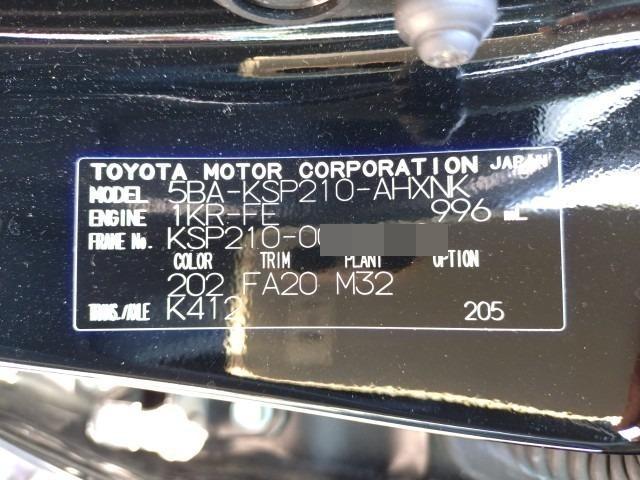 TOYOTA MOTOR CORPORATION JAPAN
MODEL 5BA-KSP210-AHXNK
ENGINE 1KR-FE 996 mL
FRAME No. KSP210-0
COLOR TRIM PLANT OPTION
202 FA20 M32
TRANS./AXLE K412 205